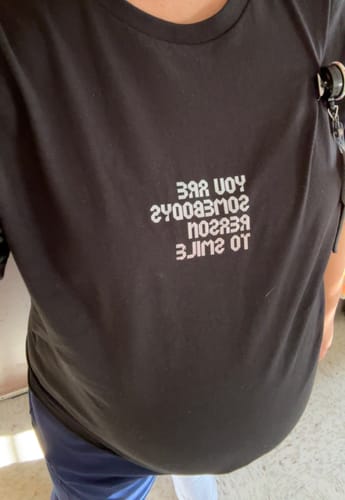 YOU ARE
SOMEBODYS
REASON
TO SMILE